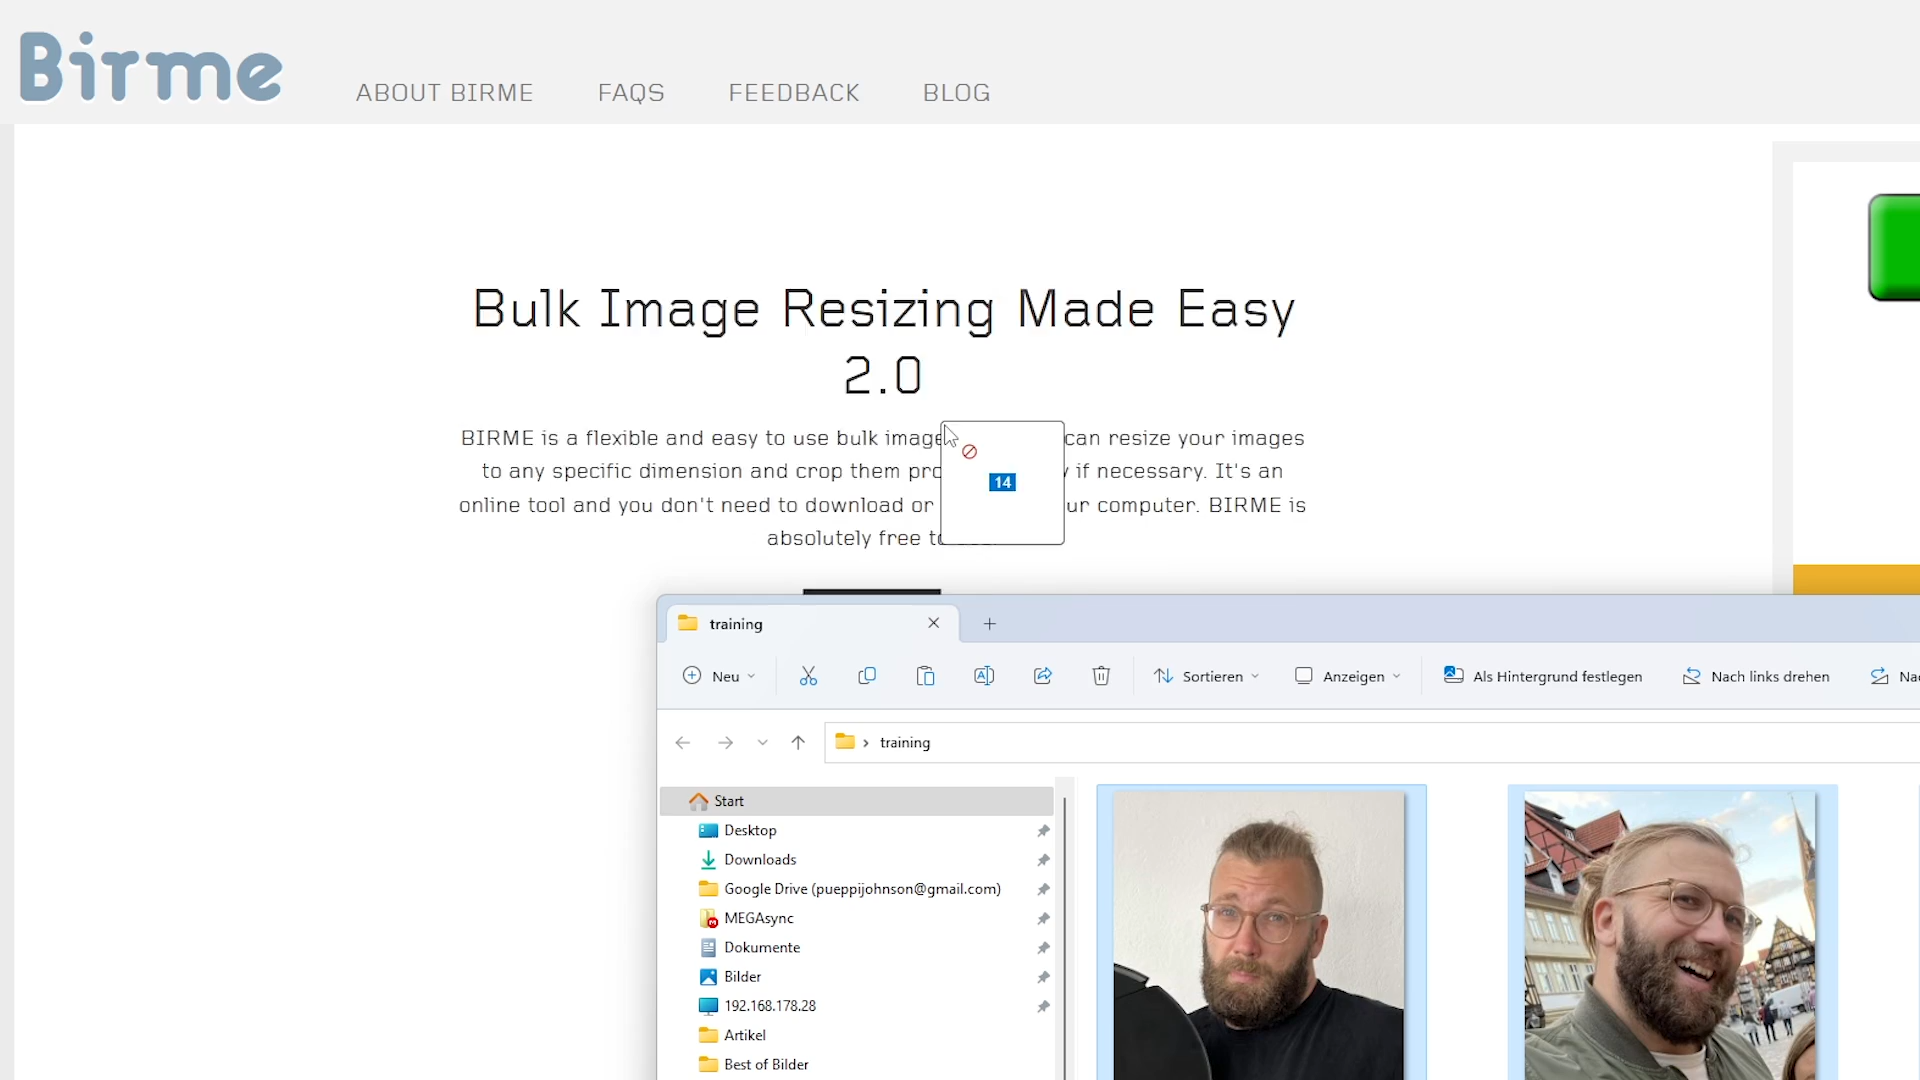 Birme
ABOUT BIRME
FAQS
FEEDBACK
BLOG
Bulk Image Resizing Made Easy
2.0
BIRME is a flexible and easy to use bulk image can resize your images
to any specific dimension and crop them pro if necessary. It's an
online tool and you don't need to download or ur computer. BIRME is
absolutely free
14
training
Neu
Sortieren
Anzeigen
Als Hintergrund festlegen
Nach links drehen
training
Start
Desktop
Downloads
Google Drive (pueppijohnson@gmail.com)
MEGAsync
Dokumente
Bilder
192.168.178.28
Artikel
Best of Bilder